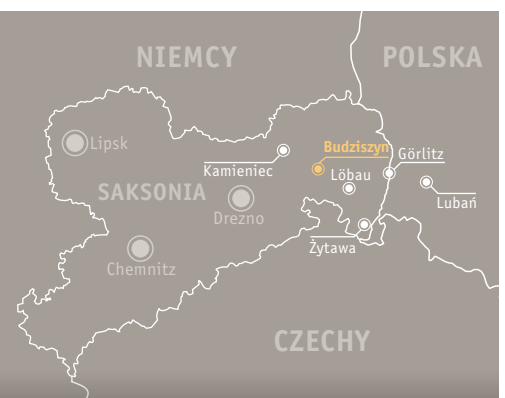 NIEMCY
POLSKA
Lipsk
Budziszyn
Görlitz
Kamieniec
Löbau
SAKSONIA
Lubań
Drezno
Żytawa
Chemnitz
CZECHY